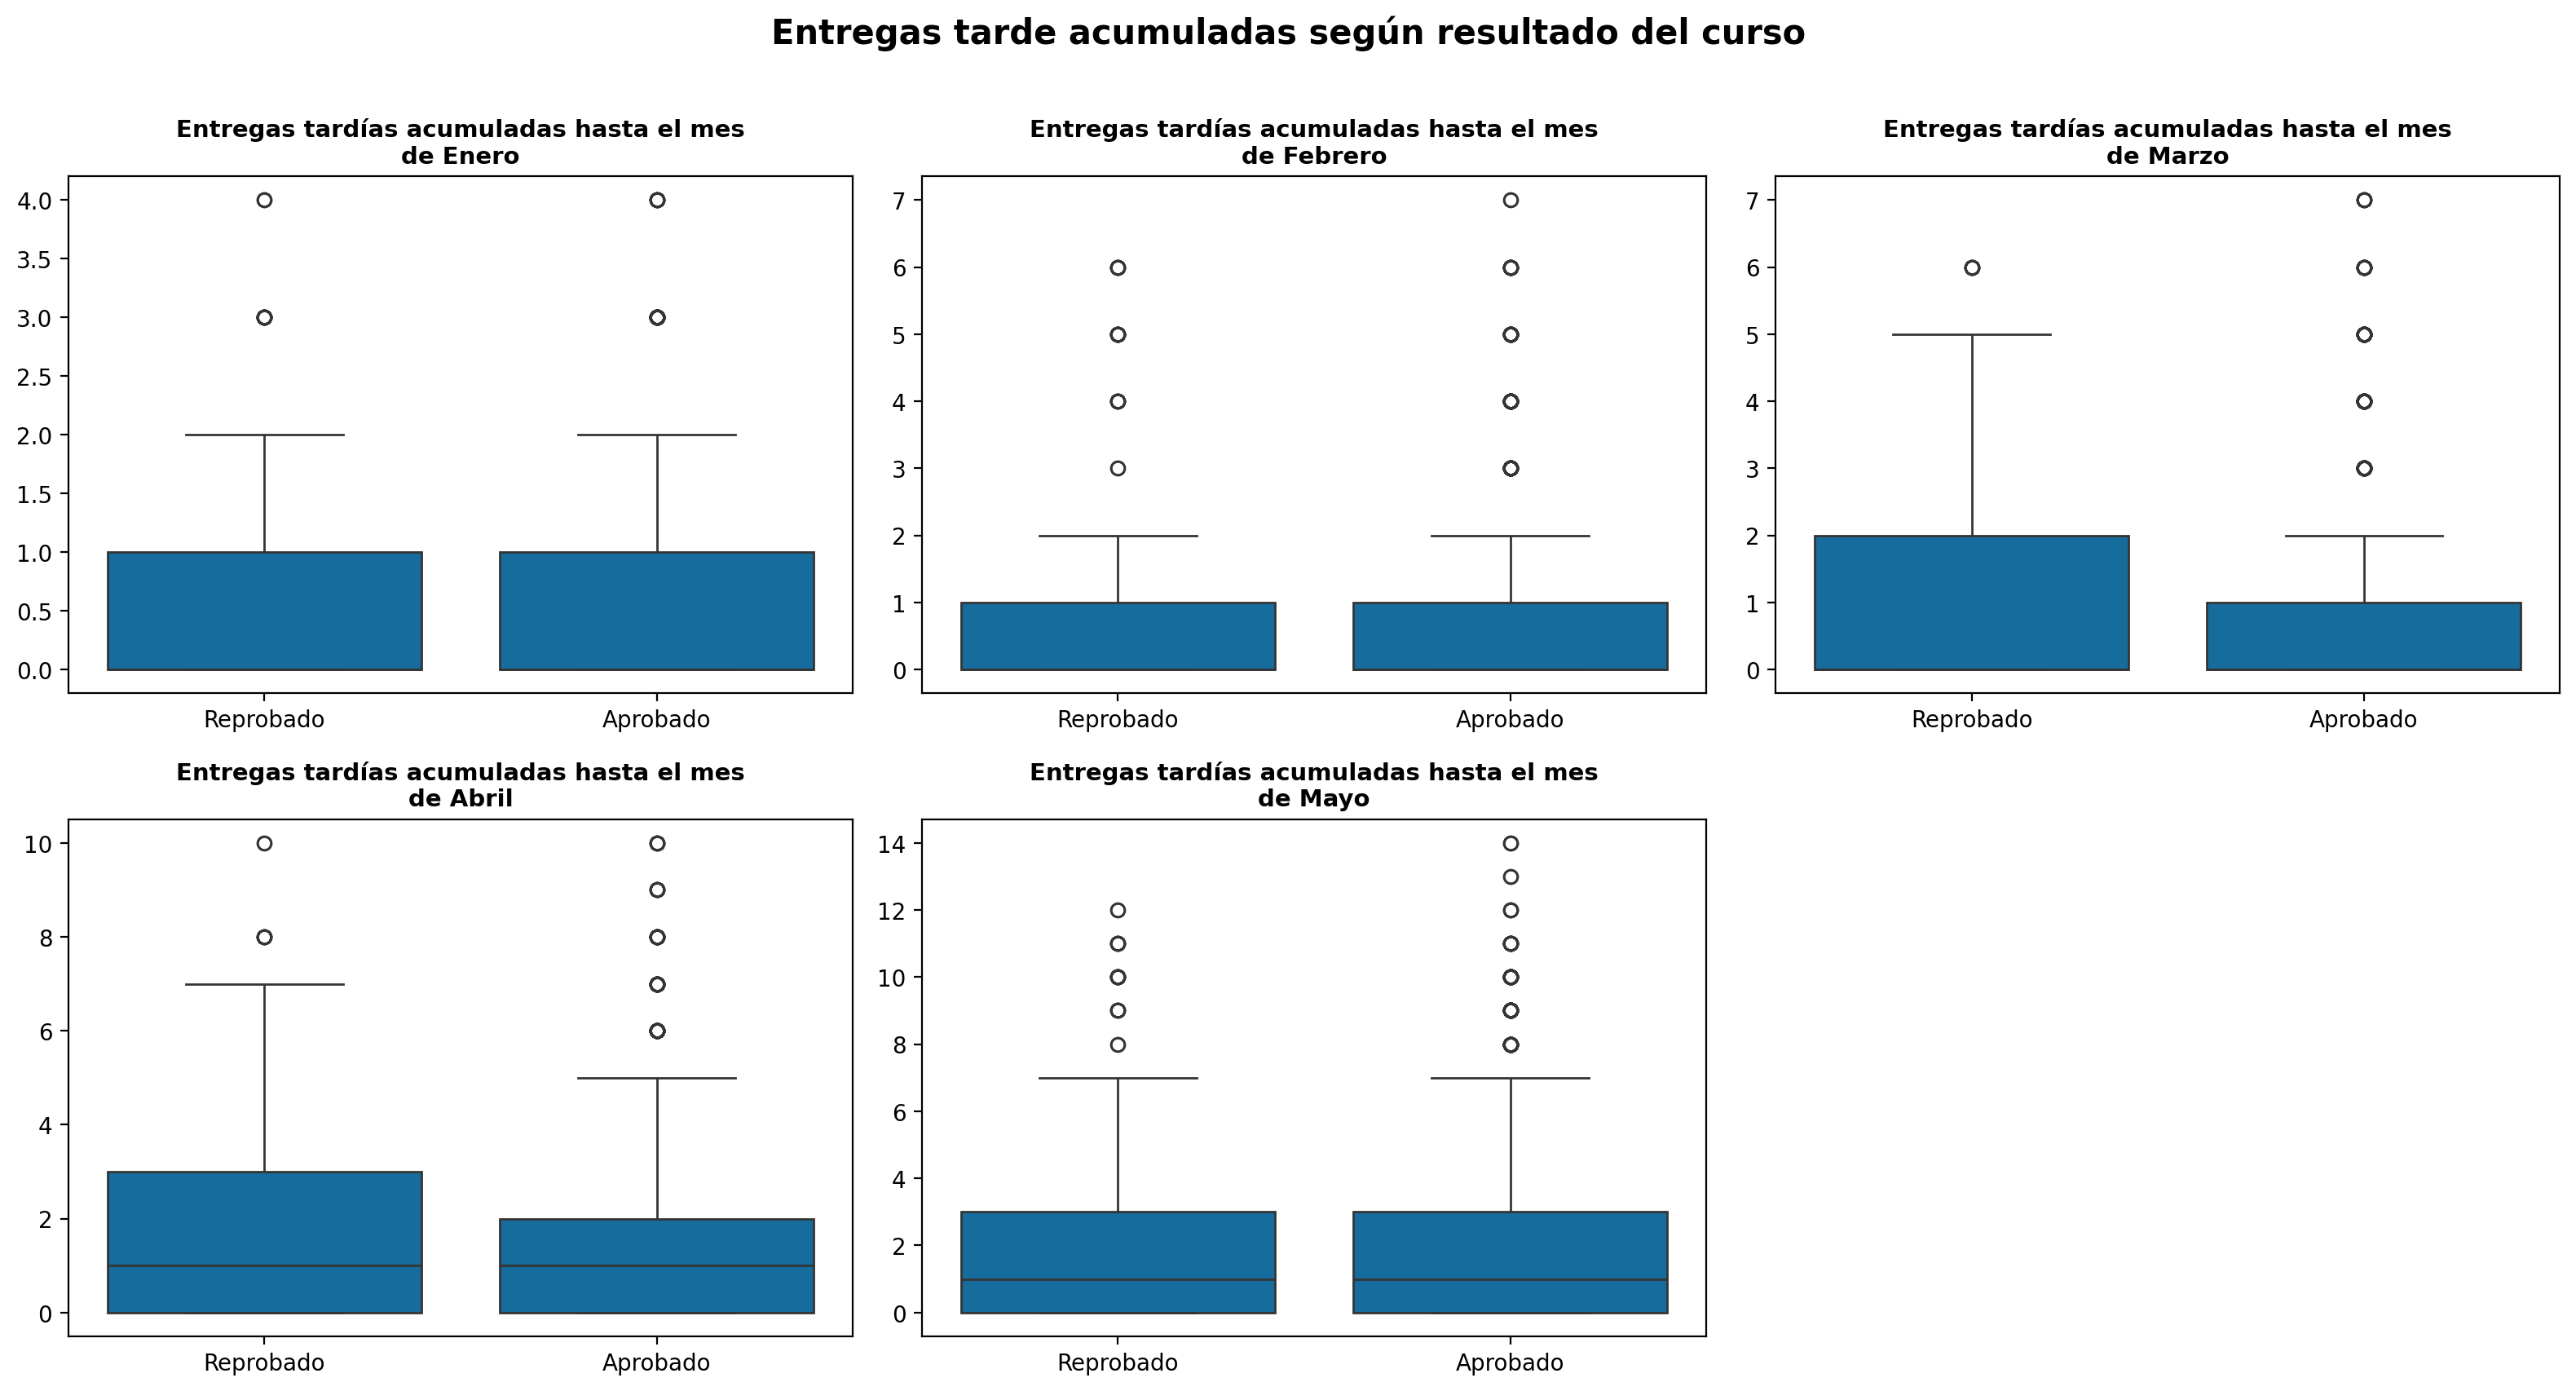 Entregas tarde acumuladas según resultado del curso
Entregas tardías acumuladas hasta el mes
de Enero
4.0
3.5
3.0
2.5
2.0
1.5
1.0
0.5
0.0
Reprobado Aprobado
Entregas tardías acumuladas hasta el mes
de Febrero
7
6
5
4
3
2
1
0
Reprobado Aprobado
Entregas tardías acumuladas hasta el mes
de Marzo
7
6
5
4
3
2
1
0
Reprobado Aprobado
Entregas tardías acumuladas hasta el mes
de Abril
10
8
6
4
2
0
Reprobado Aprobado
Entregas tardías acumuladas hasta el mes
de Mayo
14
12
10
8
6
4
2
0
Reprobado Aprobado